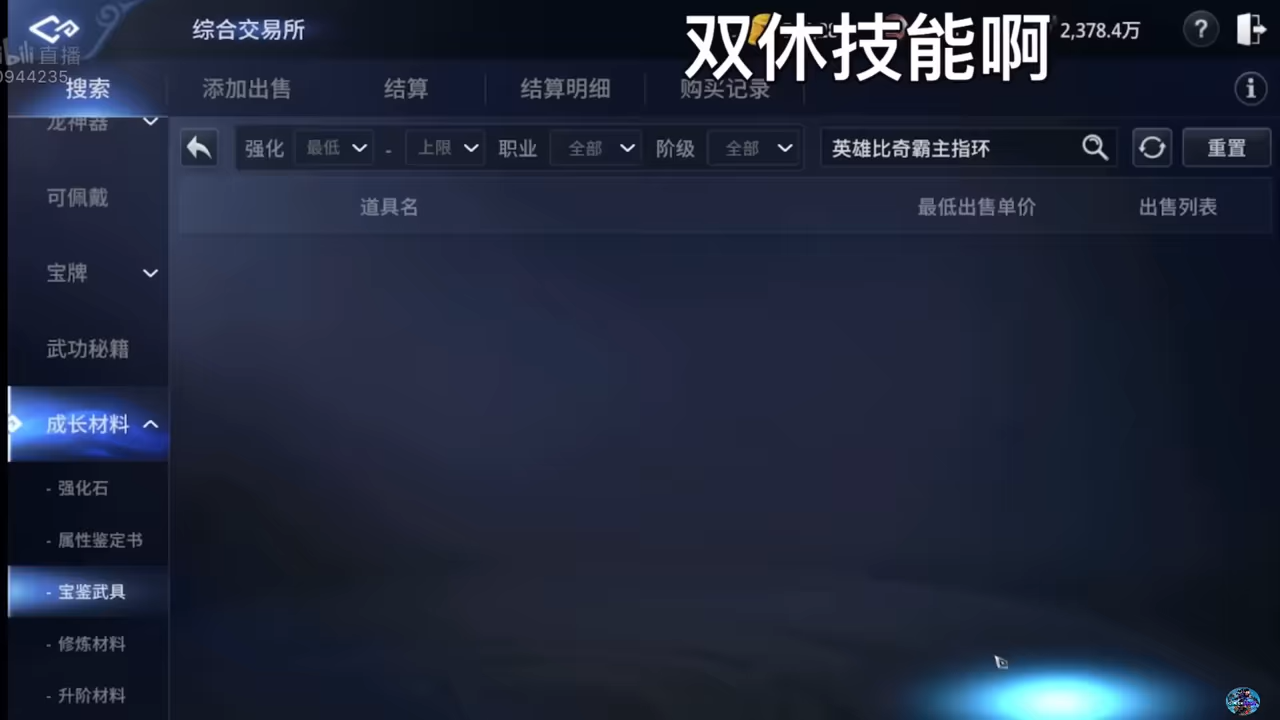 综合交易所
双休技能啊
2,378.4万
直播
0944235
搜索
添加出售
结算
结算明细
购买记录
龙神器
强化
最低
-
上限
职业
全部
阶级
全部
英雄比奇霸主指环
重置
可佩戴
道具名
最低出售单价
出售列表
宝牌
武功秘籍
成长材料
- 强化石
- 属性鉴定书
- 宝鉴武具
- 修炼材料
- 升阶材料